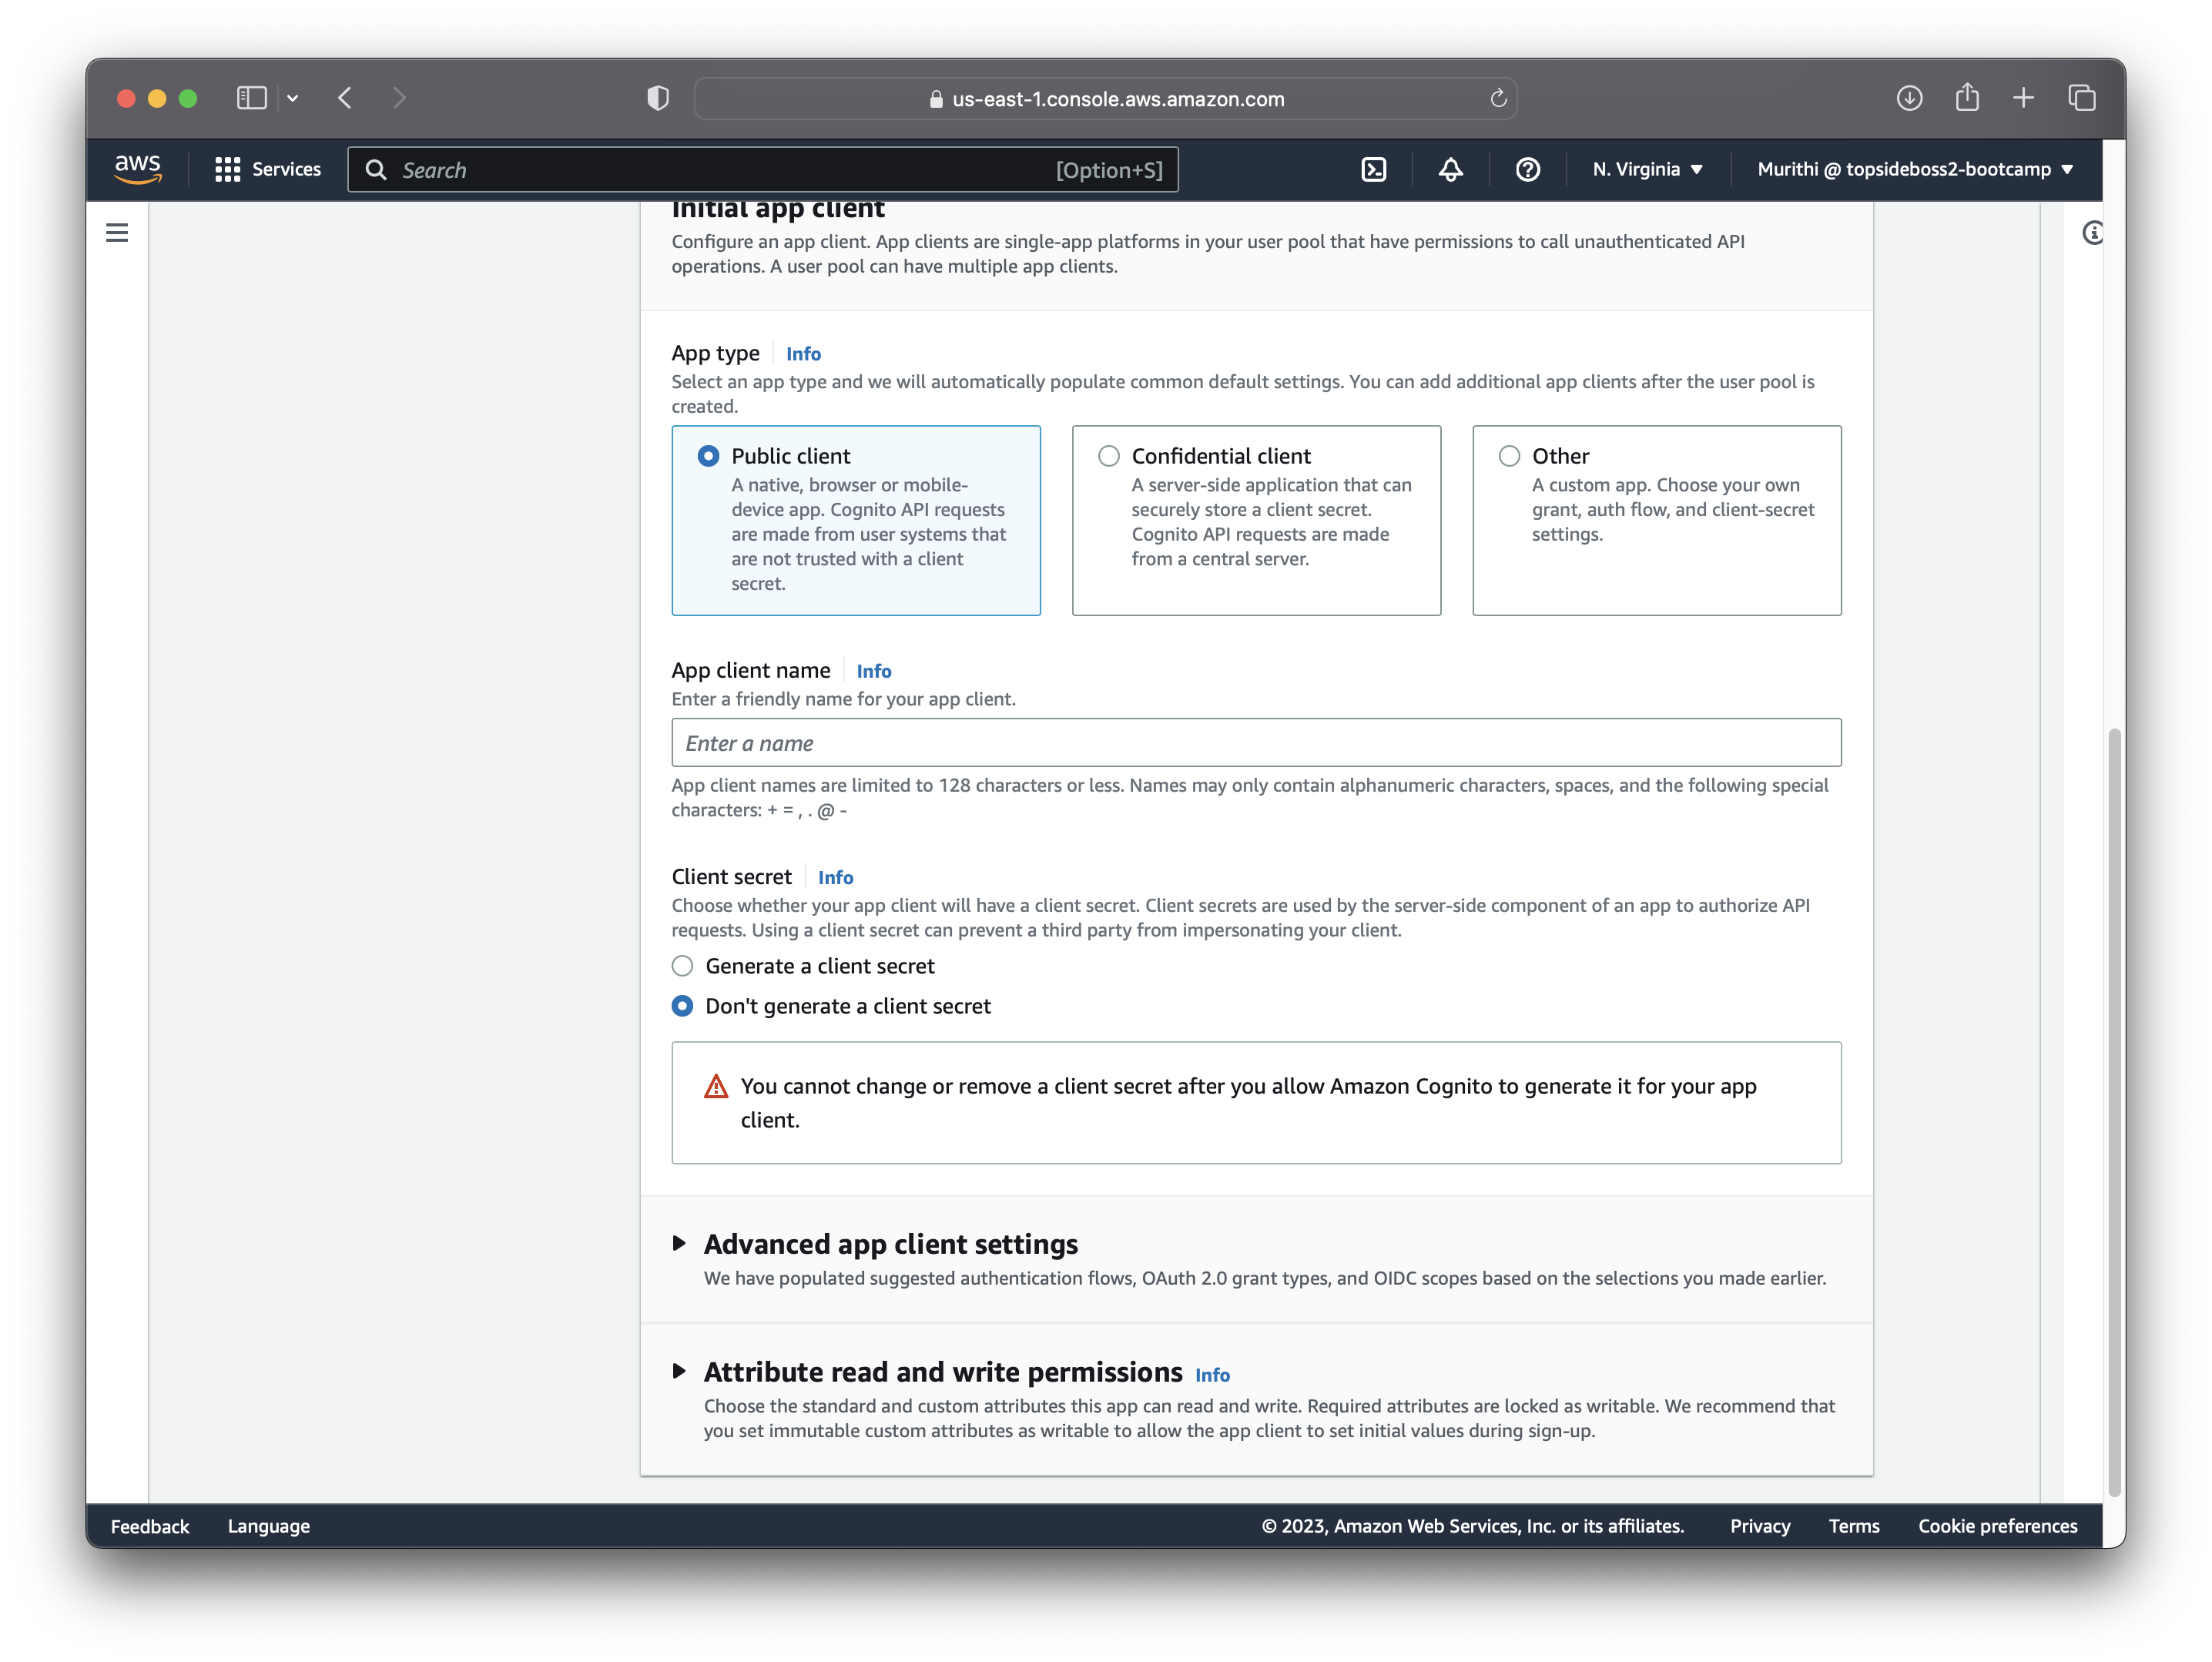 us-east-1.console.aws.amazon.com
aws
Services
Search
[Option+S]
N. Virginia
Murithi @ topsideboss2-bootcamp
Initial app client
Configure an app client. App clients are single-app platforms in your user pool that have permissions to call unauthenticated API
operations. A user pool can have multiple app clients.
App type
Info
Select an app type and we will automatically populate common default settings. You can add additional app clients after the user pool is
created.
Public client
A native, browser or mobile-
device app. Cognito API requests
are made from user systems that
are not trusted with a client
secret.
Confidential client
A server-side application that can
securely store a client secret.
Cognito API requests are made
from a central server.
Other
A custom app. Choose your own
grant, auth flow, and client-secret
settings.
App client name
Info
Enter a friendly name for your app client.
Enter a name
App client names are limited to 128 characters or less. Names may only contain alphanumeric characters, spaces, and the following special
characters: + = , . @ -
Client secret
Info
Choose whether your app client will have a client secret. Client secrets are used by the server-side component of an app to authorize API
requests. Using a client secret can prevent a third party from impersonating your client.
Generate a client secret
Don't generate a client secret
You cannot change or remove a client secret after you allow Amazon Cognito to generate it for your app
client.
Advanced app client settings
We have populated suggested authentication flows, OAuth 2.0 grant types, and OIDC scopes based on the selections you made earlier.
Attribute read and write permissions
Info
Choose the standard and custom attributes this app can read and write. Required attributes are locked as writable. We recommend that
you set immutable custom attributes as writable to allow the app client to set initial values during sign-up.
Feedback
Language
© 2023, Amazon Web Services, Inc. or its affiliates.
Privacy
Terms
Cookie preferences